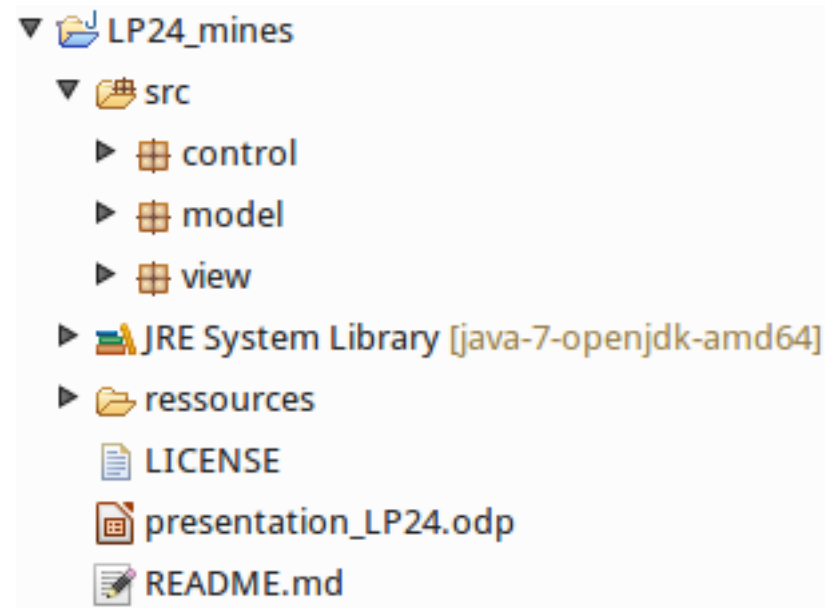 LP24_mines
src
control
model
view
JRE System Library [java-7-openjdk-amd64]
ressources
LICENSE
presentation_LP24.odp
README.md